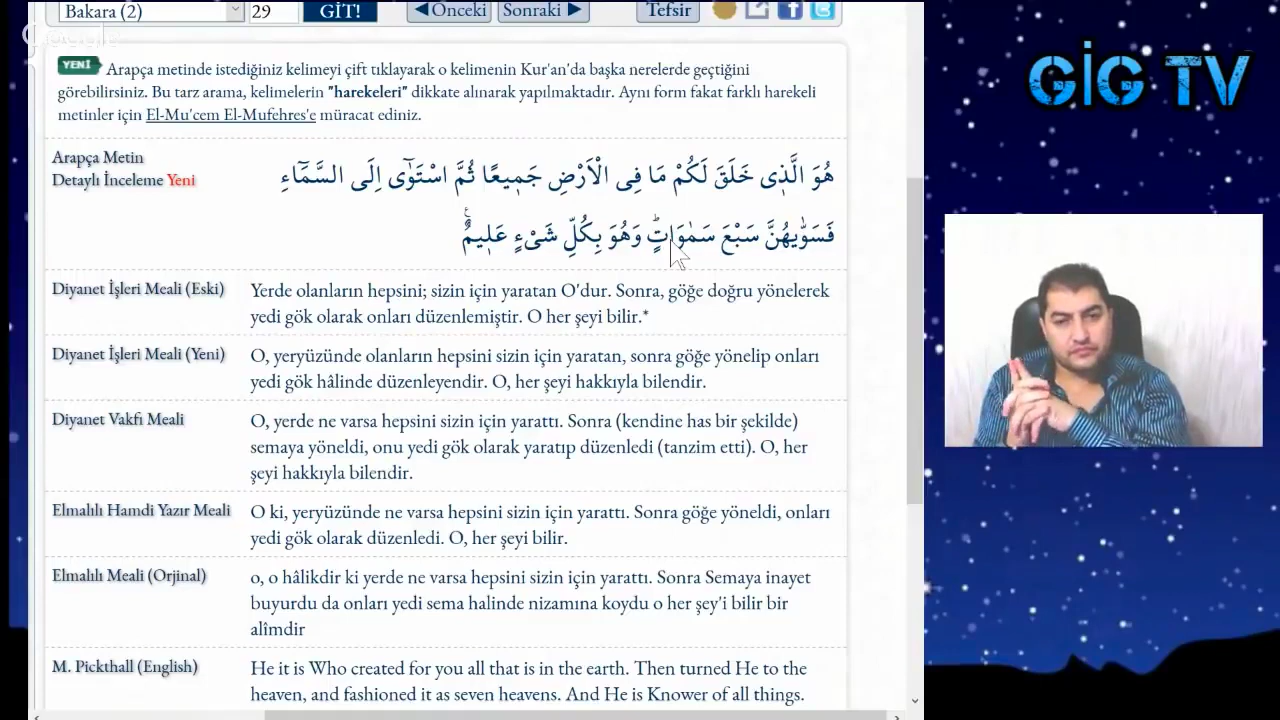 Bakara (2)
29
GİT!
◄Önceki
Sonraki ►
Tefsir
GİG TV
YENİ Arapça metinde istediğiniz kelimeyi çift tıklayarak o kelimenin Kur'an'da başka nerelerde geçtiğini
görebilirsiniz. Bu tarz arama, kelimelerin "harekeleri" dikkate alınarak yapılmaktadır. Aynı form fakat farklı harekeli
metinler için El-Mu'cem El-Mufehres'e müracat ediniz.
Arapça Metin
Detaylı İnceleme Yeni
هُوَ الَّذ۪ى خَلَقَ لَكُمْ مَا فِى الْاَرْضِ جَم۪يعًا ثُمَّ اسْتَوٰٓى اِلَى السَّمَٓاءِ
فَسَوّٰيهُنَّ سَبْعَ سَمٰوَاتٍۜ وَهُوَ بِكُلِّ شَىْءٍ عَل۪يمٌ۟
Diyanet İşleri Meali (Eski)
Yerde olanların hepsini; sizin için yaratan O'dur. Sonra, göğe doğru yönelerek
yedi gök olarak onları düzenlemiştir. O her şeyi bilir.*
Diyanet İşleri Meali (Yeni)
O, yeryüzünde olanların hepsini sizin için yaratan, sonra göğe yönelip onları
yedi gök hâlinde düzenleyendir. O, her şeyi hakkıyla bilendir.
Diyanet Vakfı Meali
O, yerde ne varsa hepsini sizin için yarattı. Sonra (kendine has bir şekilde)
semaya yöneldi, onu yedi gök olarak yaratıp düzenledi (tanzim etti). O, her
şeyi hakkıyla bilendir.
Elmalılı Hamdi Yazır Meali
O ki, yeryüzünde ne varsa hepsini sizin için yarattı. Sonra göğe yöneldi, onları
yedi gök olarak düzenledi. O, her şeyi bilir.
Elmalılı Meali (Orjinal)
o, o hâlikdir ki yerde ne varsa hepsini sizin için yarattı. Sonra Semaya inayet
buyurdu da onları yedi sema halinde nizamına koydu o her şey'i bilir bir
alîmdir
M. Pickthall (English)
He it is Who created for you all that is in the earth. Then turned He to the
heaven, and fashioned it as seven heavens. And He is Knower of all things.